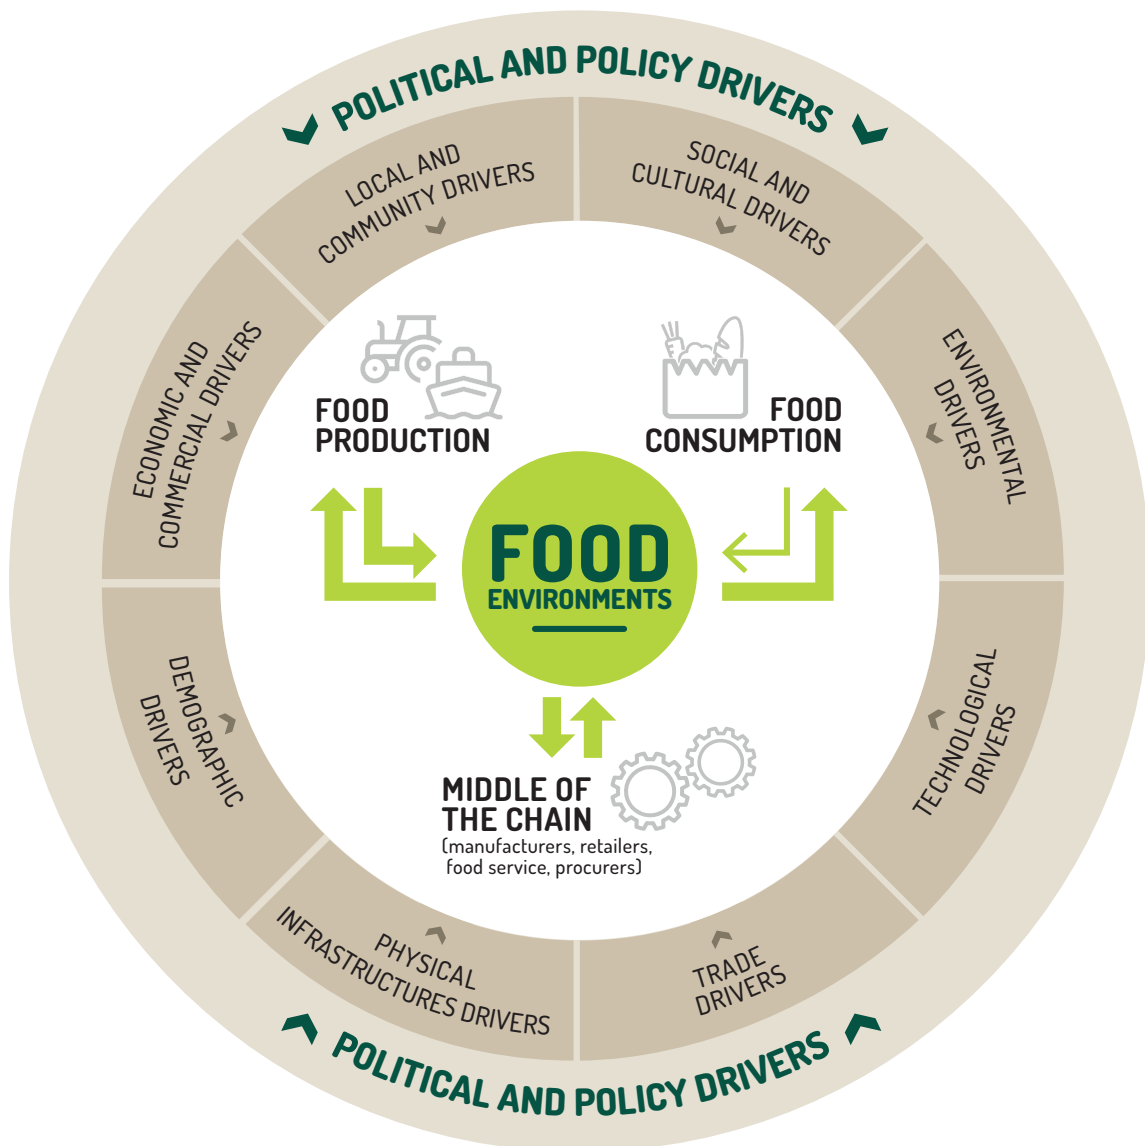 POLITICAL AND POLICY DRIVERS
LOCAL AND
COMMUNITY DRIVERS
SOCIAL AND
CULTURAL DRIVERS
ECONOMIC AND
COMMERCIAL DRIVERS
ENVIRONMENTAL
DRIVERS
FOOD
PRODUCTION
FOOD
CONSUMPTION
FOOD
ENVIRONMENTS
DEMOGRAPHIC
DRIVERS
TECHNOLOGICAL
DRIVERS
MIDDLE OF
THE CHAIN
(manufacturers, retailers,
food service, procurers)
PHYSICAL
INFRASTRUCTURES DRIVERS
TRADE
DRIVERS
POLITICAL AND POLICY DRIVERS